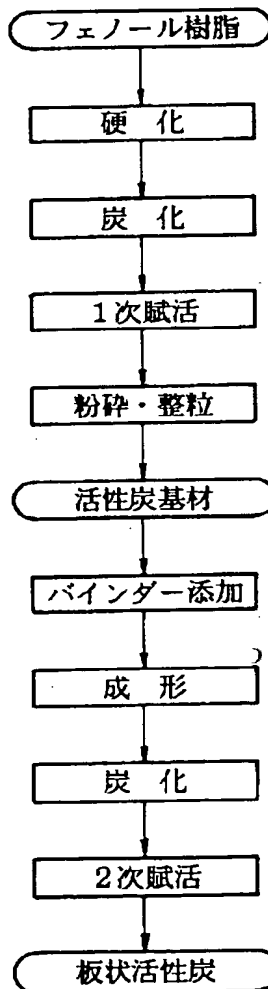 フェノール樹脂
硬化
炭化
1次賦活
粉砕・整粒
活性炭基材
バインダー添加
成形
炭化
2次賦活
板状活性炭